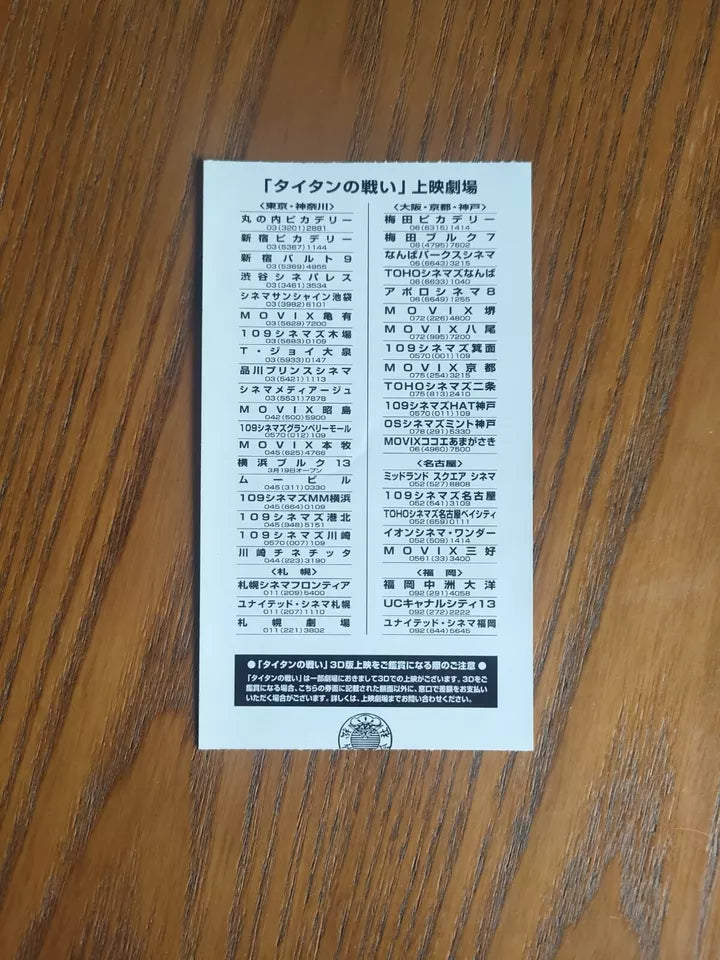 「タイタンの戦い」上映劇場
〈東京・神奈川〉
丸の内ピカデリー
03(3201)2881
新宿ピカデリー
03(5367)1144
新宿バルト9
03(5369)4955
渋谷シネパレス
03(3461)3534
シネマサンシャイン池袋
03(3982)6101
MOVIX亀有
03(5629)7200
109シネマズ木場
03(5683)0109
T・ジョイ大泉
03(5933)0147
品川プリンスシネマ
03(5421)1113
シネマメディアージュ
03(5531)7878
MOVIX昭島
042(500)5900
109シネマズグランベリーモール
0570(012)109
MOVIX本牧
045(625)4766
横浜ブルク13
3月19日オープン
ムービル
045(311)0330
109シネマズMM横浜
045(664)0109
109シネマズ港北
045(948)5151
109シネマズ川崎
0570(007)109
川崎チネチッタ
044(223)3190
〈札幌〉
札幌シネマフロンティア
011(209)5400
ユナイテッド・シネマ札幌
011(207)1110
札幌劇場
011(221)3802
〈大阪・京都・神戸〉
梅田ピカデリー
06(6315)1414
梅田ブルク7
06(4795)7602
なんばパークスシネマ
06(6643)3215
TOHOシネマズなんば
06(6633)1040
アポロシネマ8
06(6649)1255
MOVIX堺
072(226)4800
MOVIX八尾
072(995)7200
109シネマズ箕面
0570(001)109
MOVIX京都
075(254)3215
TOHOシネマズ二条
075(813)2410
109シネマズHAT神戸
0570(011)109
OSシネマズミント神戸
078(291)5330
MOVIXココエあまがさき
06(4960)7500
〈名古屋〉
ミッドランド スクエア シネマ
052(527)8808
109シネマズ名古屋
052(541)3109
TOHOシネマズ名古屋ベイシティ
052(659)0111
イオンシネマ・ワンダー
052(509)1414
MOVIX三好
0561(33)3400
〈福岡〉
福岡中洲大洋
092(291)4058
UCキャナルシティ13
092(272)2222
ユナイテッド・シネマ福岡
092(844)5645
●「タイタンの戦い」3D版上映をご鑑賞になる際のご注意●
「タイタンの戦い」は一部劇場におきまして3Dでの上映がございます。3Dをご
鑑賞になる場合、こちらの券面に記載された額面以外に、窓口で差額をお支払い
いただく場合がございます。詳しくは、上映劇場までお問い合わせください。